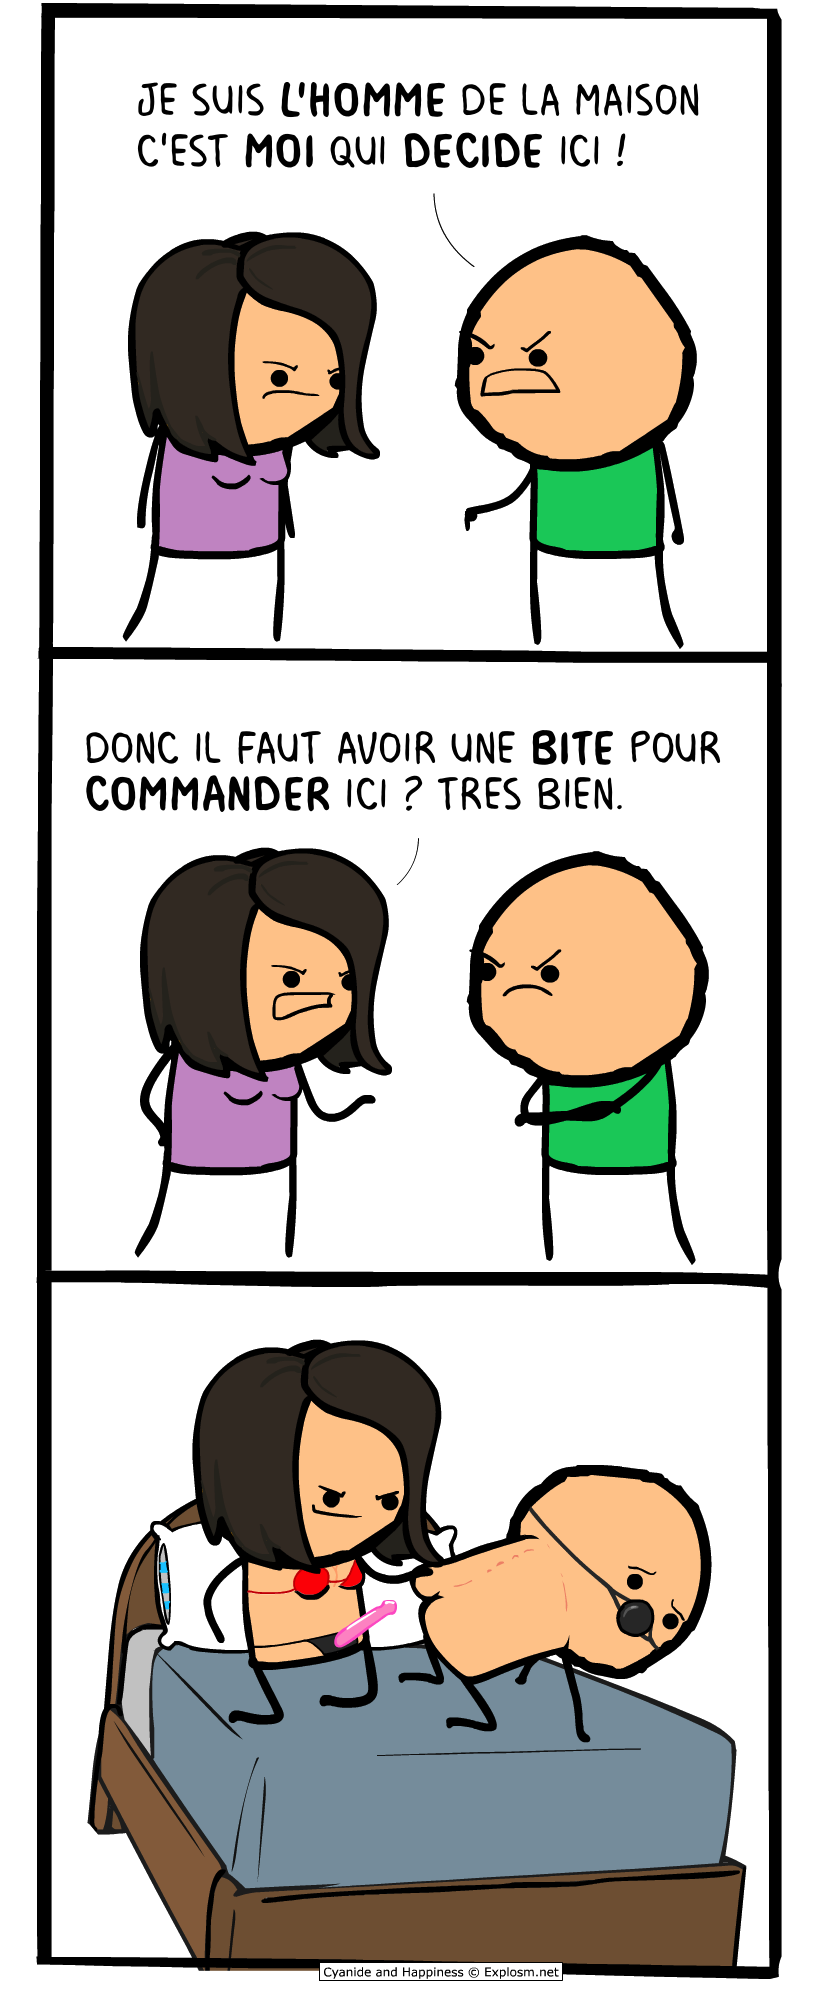 JE SUIS L'HOMME DE LA MAISON
C'EST MOI QUI DECIDE ICI !
DONC IL FAUT AVOIR UNE BITE POUR
COMMANDER ICI ? TRES BIEN.
Cyanide and Happiness © Explosm.net